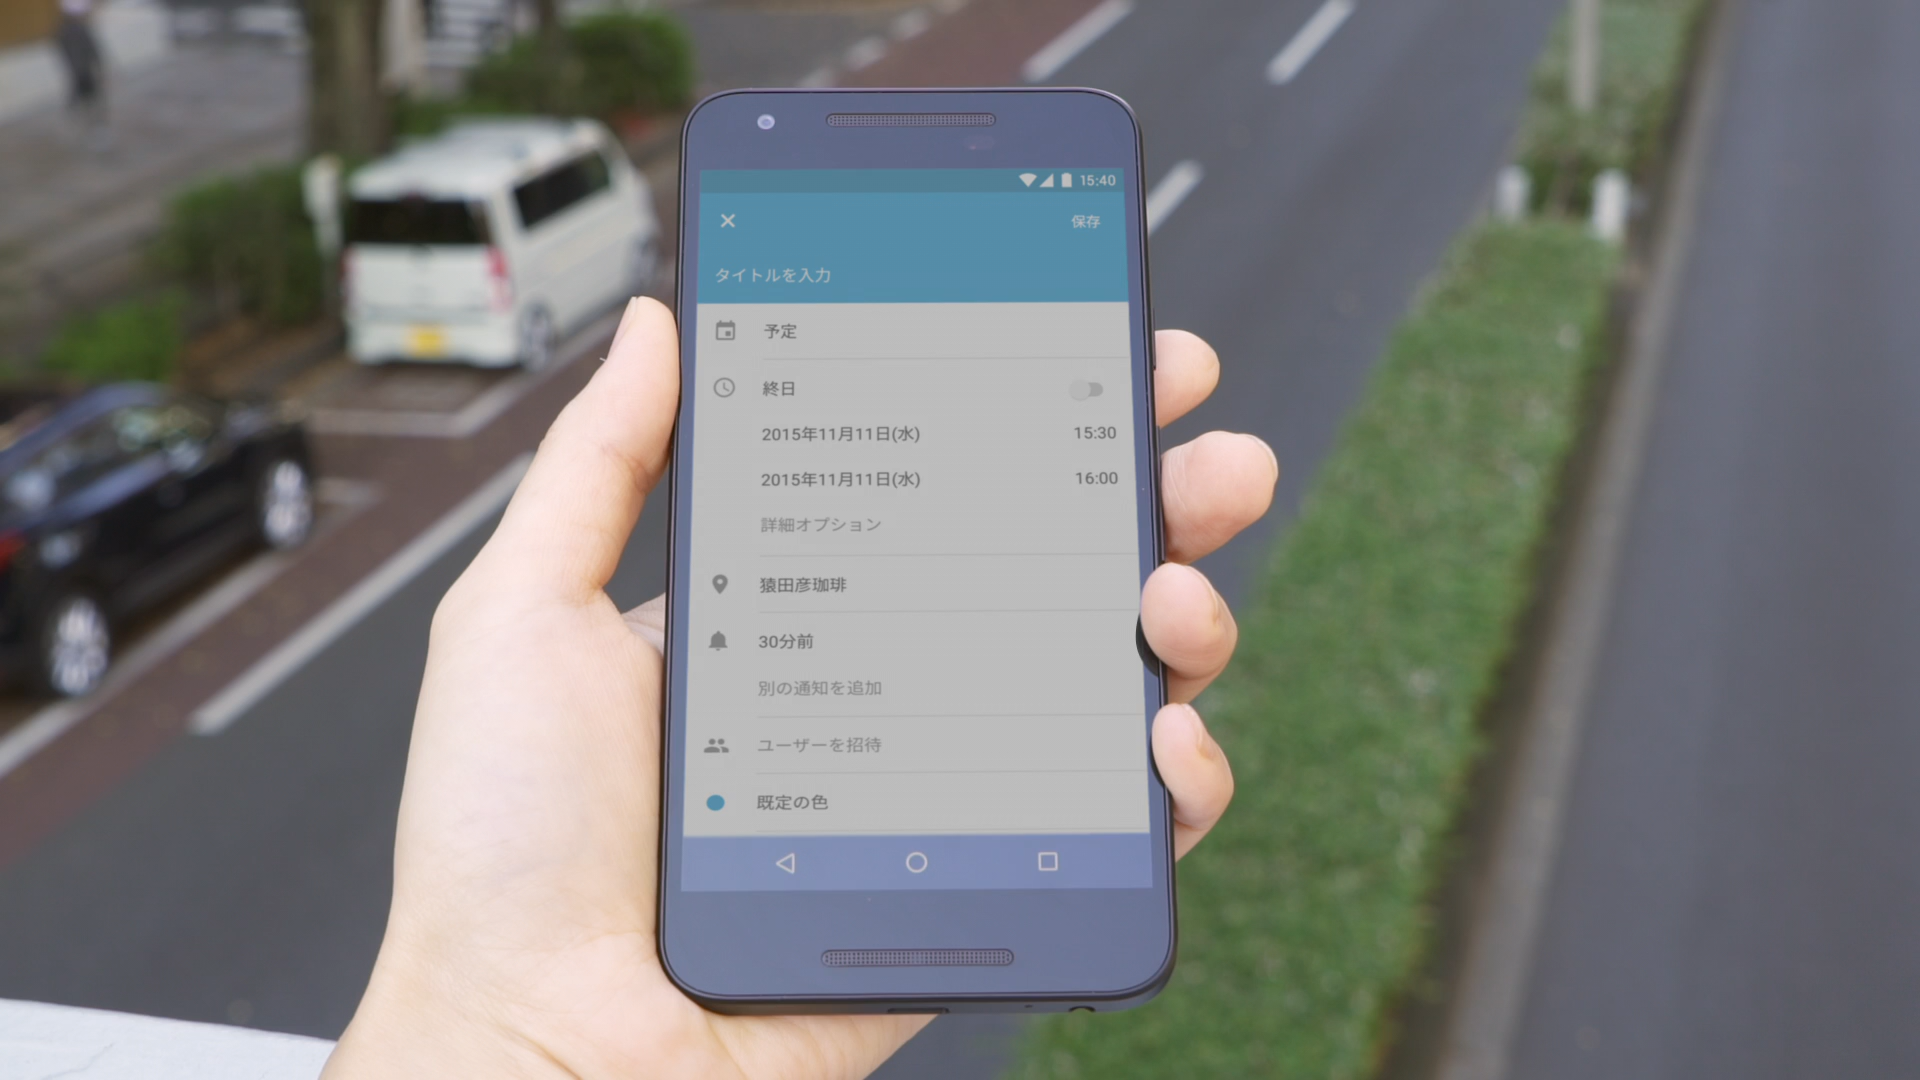 15:40
保存
タイトルを入力
予定
終日
2015年11月11日(水) 15:30
2015年11月11日(水) 16:00
詳細オプション
猿田彦珈琲
30分前
別の通知を追加
ユーザーを招待
既定の色